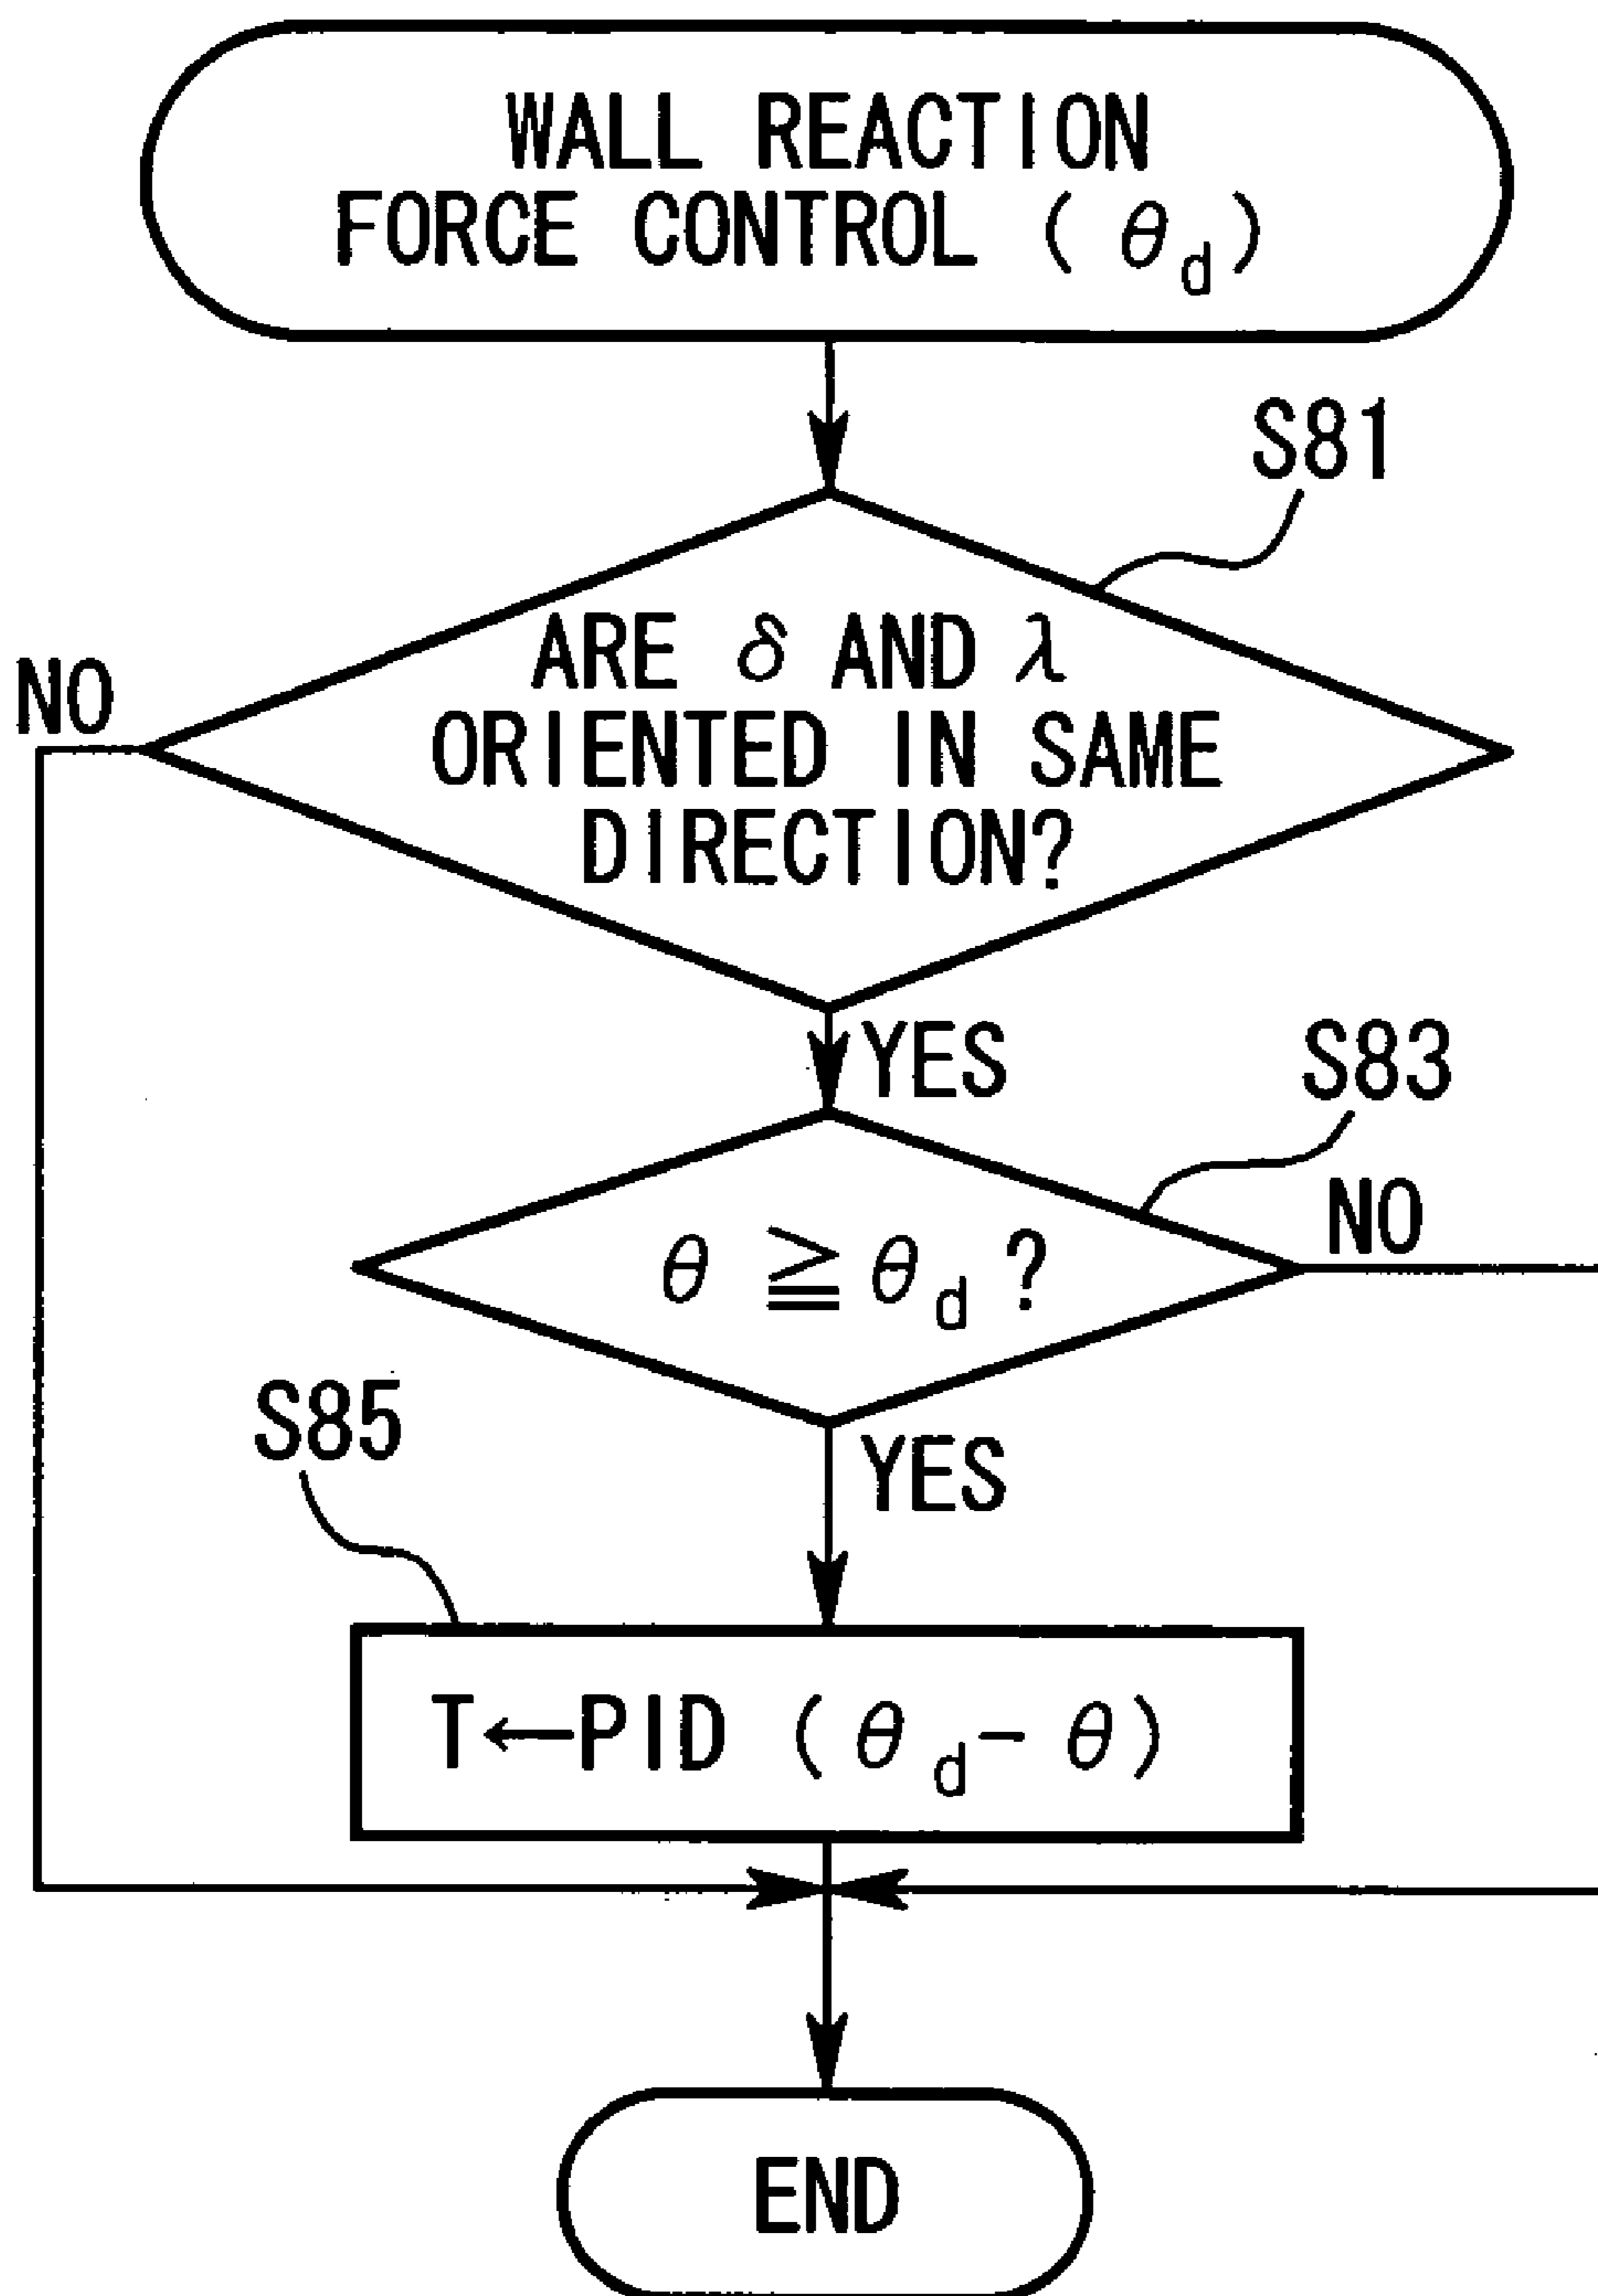 WALL REACTION
FORCE CONTROL (θd)
S81
ARE δ AND λ
NO
ORIENTED IN SAME
DIRECTION?
YES
S83
NO
θ ≧ θd ?
S85
YES
T←PID (θd - θ)
END